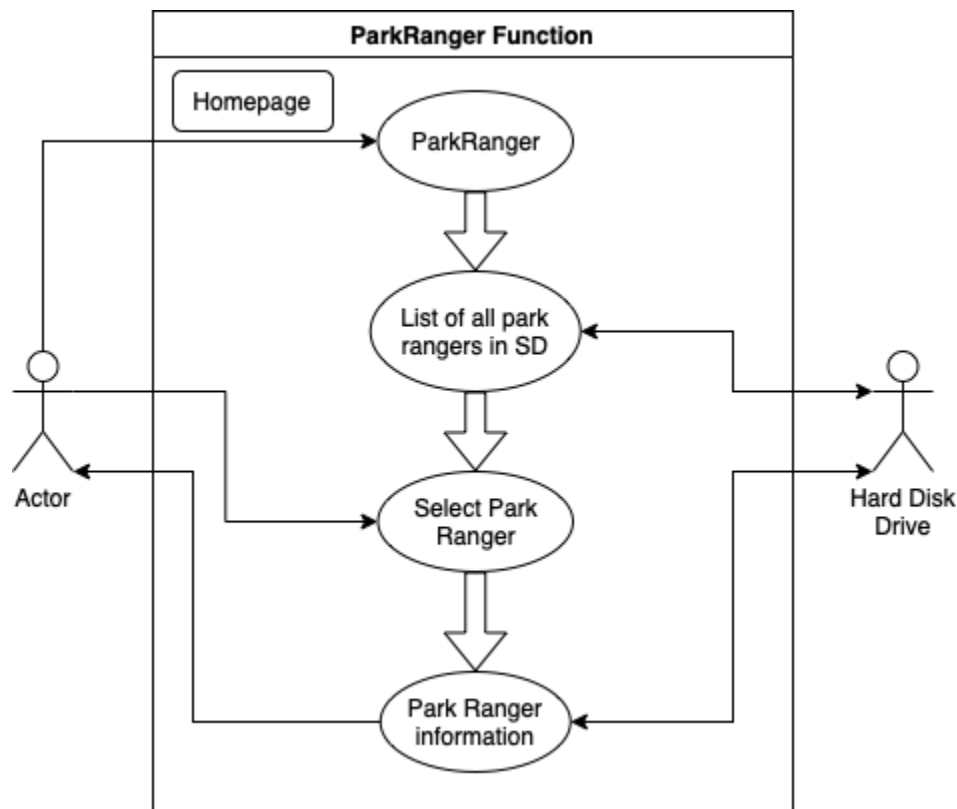 ParkRanger Function
Homepage
ParkRanger
List of all park
rangers in SD
Actor
Select Park
Ranger
Hard Disk
Drive
Park Ranger
information